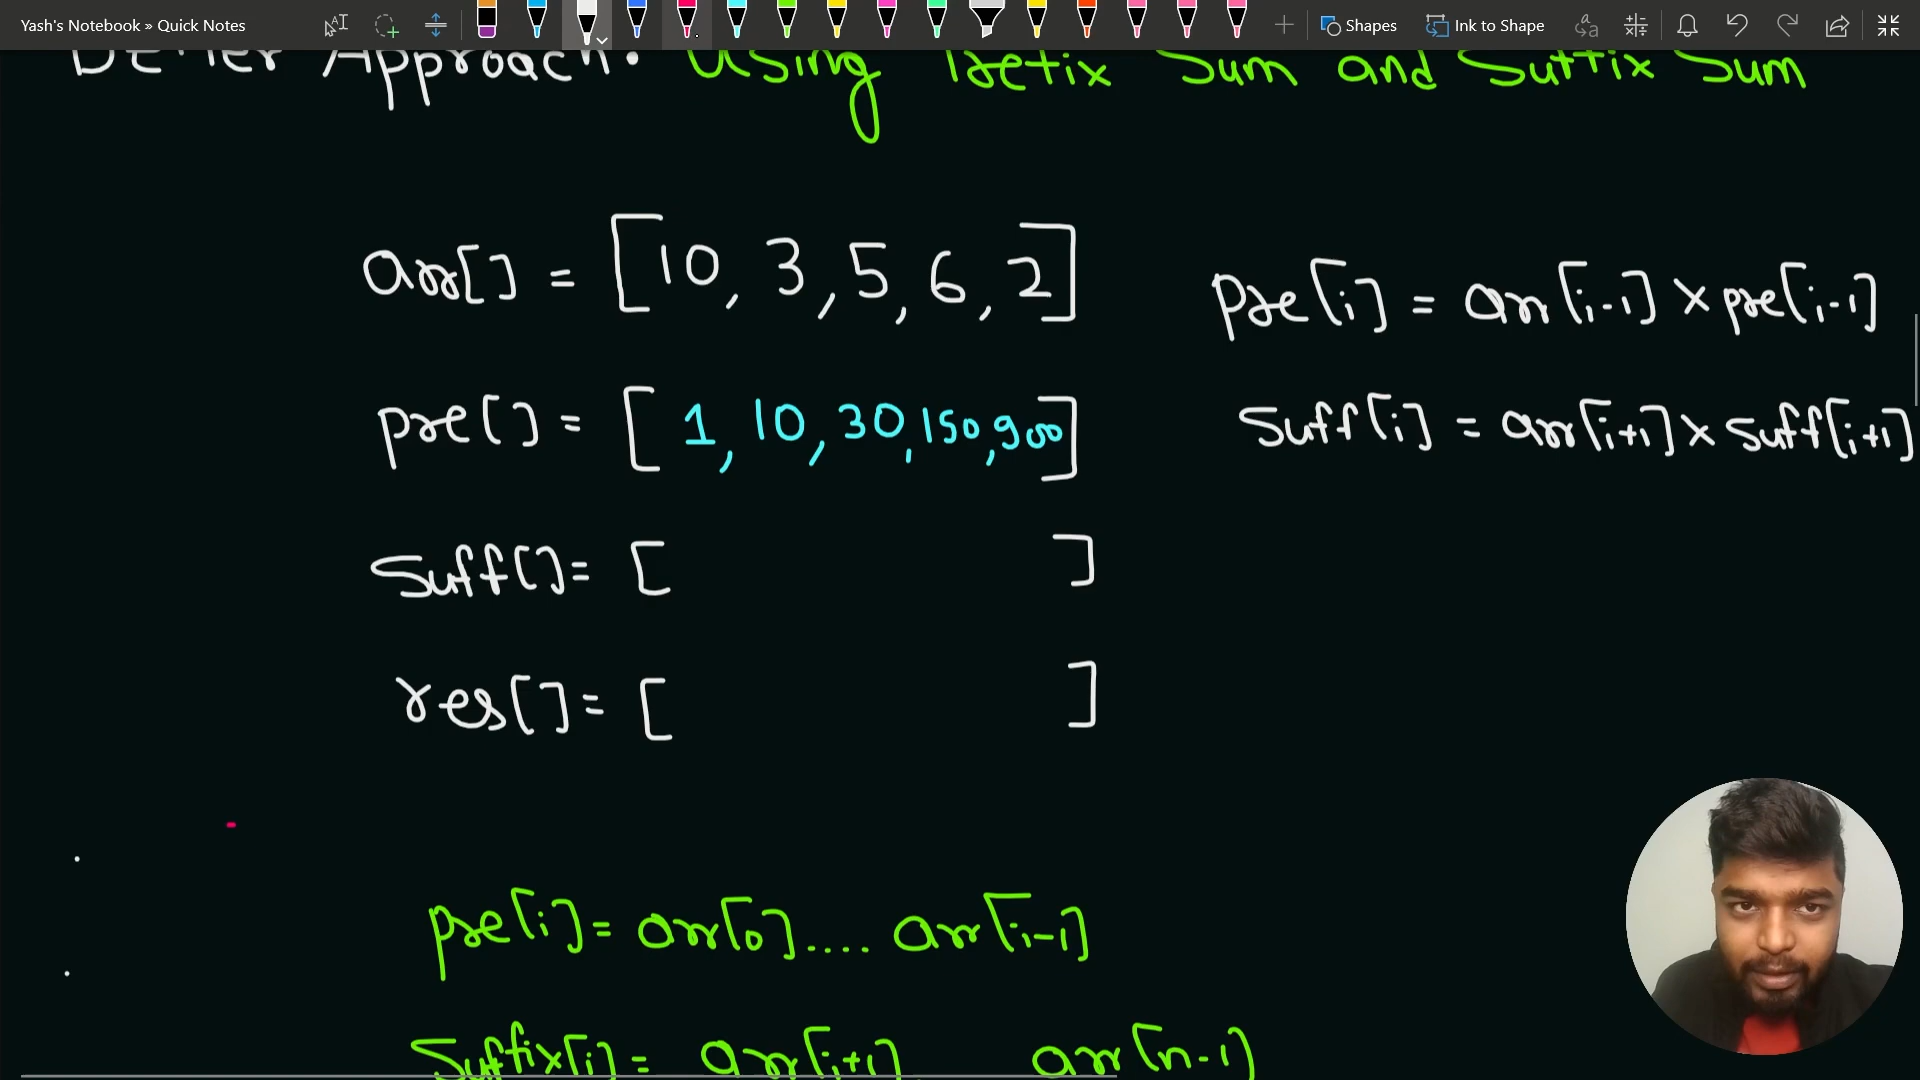 Yash's Notebook » Quick Notes
Shapes
Ink to Shape
Better Approach: Using Prefix Sum and Suffix Sum
arr[] = [10, 3, 5, 6, 2]
pre[i] = arr[i-1] × pre[i-1]
pre[] = [1, 10, 30, 150, 900]
Suff[i] = arr[i+1] × suff[i+1]
Suff[] = [ ]
res[] = [ ]
pre[i] = arr[0].... arr[i-1]
Suffix[i] = arr[i+1] arr[n-1]